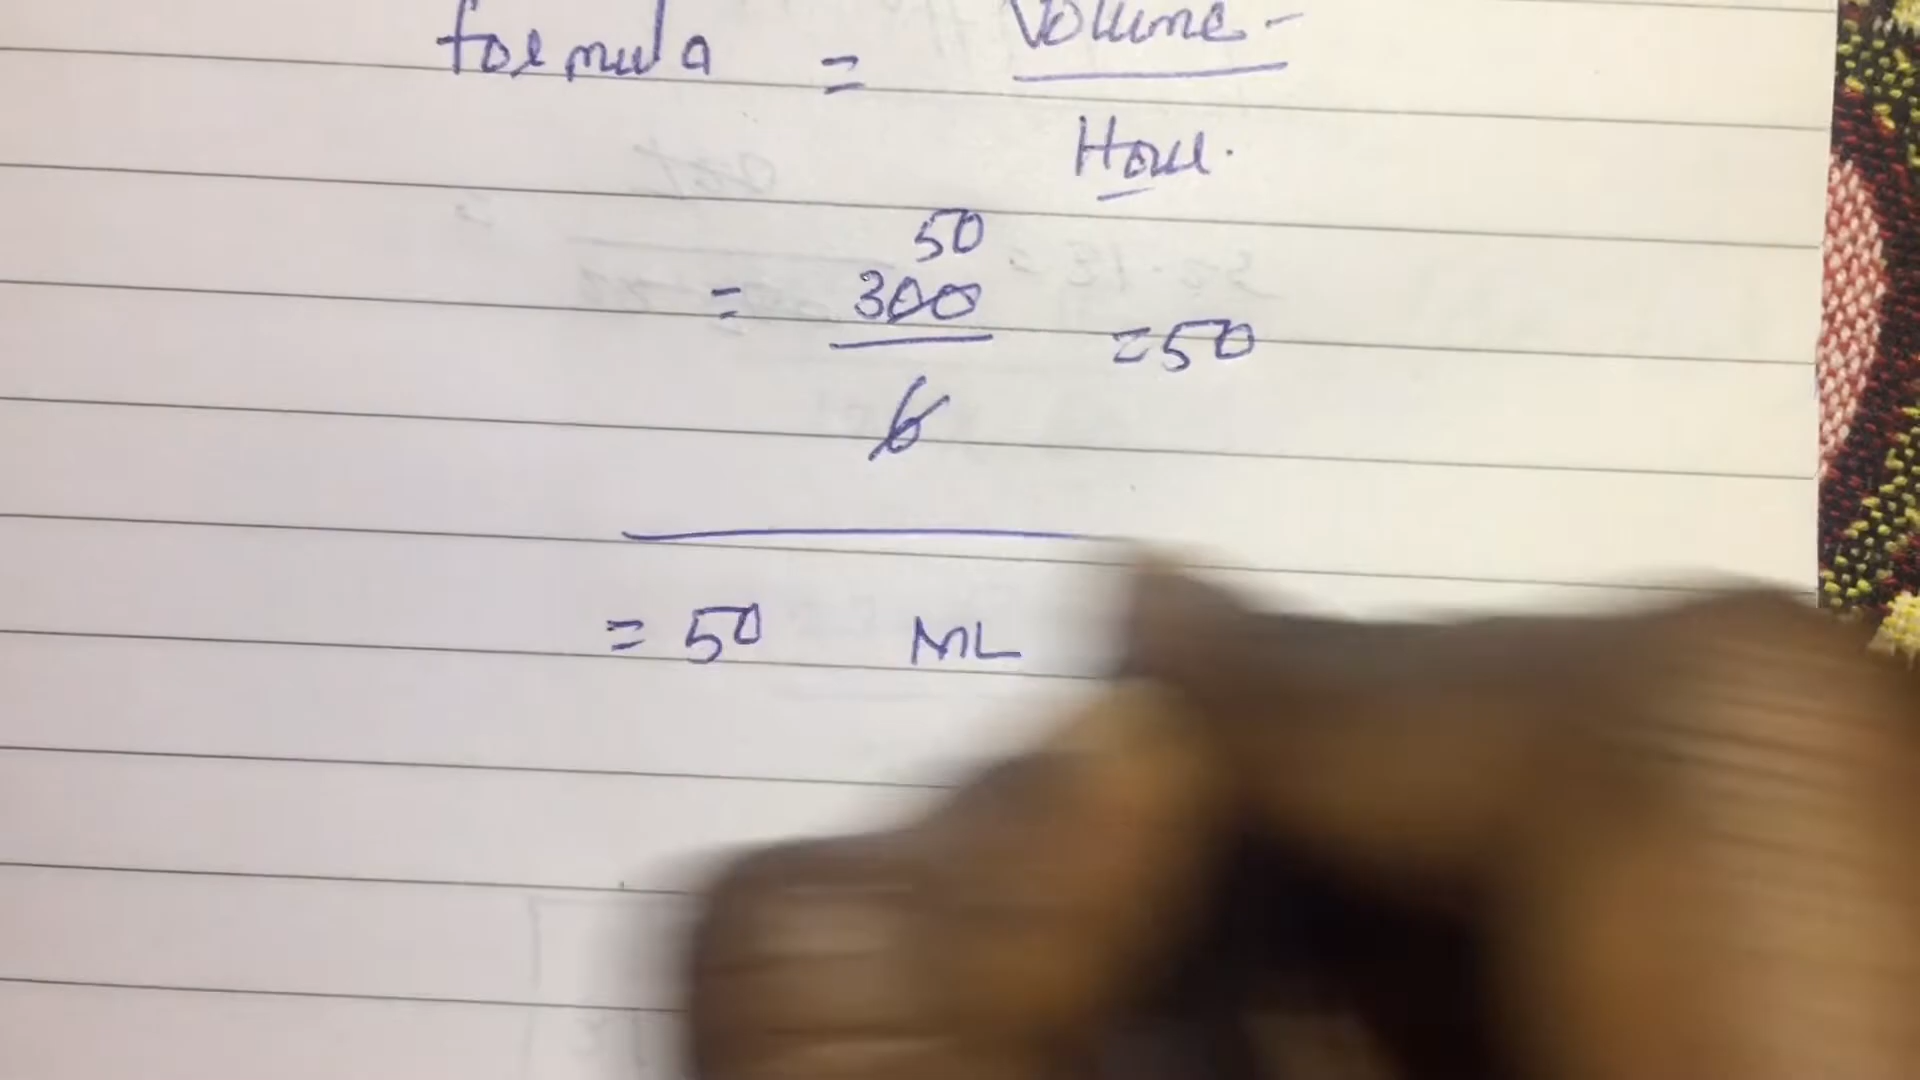 formula = Volume -
Hour.
50
= 300 = 50
6
= 50 ML